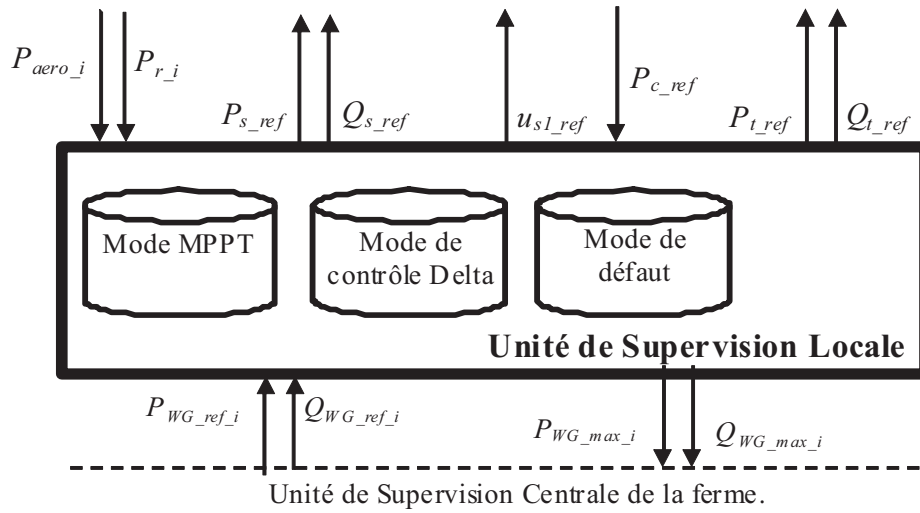 P_aero_i P_r_i P_c_ref
P_s_ref Q_s_ref u_s1_ref P_t_ref Q_t_ref
Mode MPPT
Mode de
contrôle Delta
Mode de
défaut
Unité de Supervision Locale
P_WG_ref_i Q_WG_ref_i P_WG_max_i Q_WG_max_i
Unité de Supervision Centrale de la ferme.